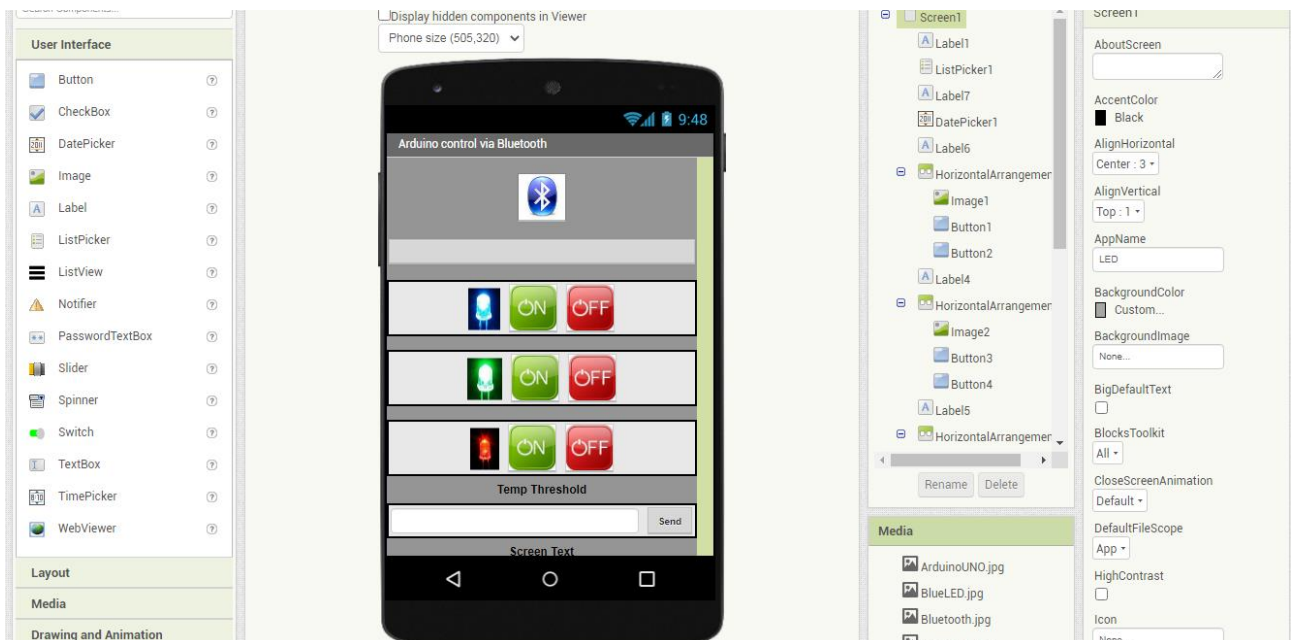 Display hidden components in Viewer
Phone size (505,320)
User Interface
Button
CheckBox
DatePicker
Image
Label
ListPicker
ListView
Notifier
PasswordTextBox
Slider
Spinner
Switch
TextBox
TimePicker
WebViewer
Layout
Media
Drawing and Animation
9:48
Arduino control via Bluetooth
ON OFF
ON OFF
ON OFF
Temp Threshold
Send
Screen Text
Screen1
Label1
ListPicker1
Label7
DatePicker1
Label6
HorizontalArrangemer
Image1
Button1
Button2
Label4
HorizontalArrangemer
Image2
Button3
Button4
Label5
HorizontalArrangemer
Rename Delete
Media
ArduinoUNO.jpg
BlueLED.jpg
Bluetooth.jpg
Screen1
AboutScreen
AccentColor
Black
AlignHorizontal
Center : 3
AlignVertical
Top : 1
AppName
LED
BackgroundColor
Custom...
BackgroundImage
None...
BigDefaultText
BlocksToolkit
All
CloseScreenAnimation
Default
DefaultFileScope
App
HighContrast
Icon